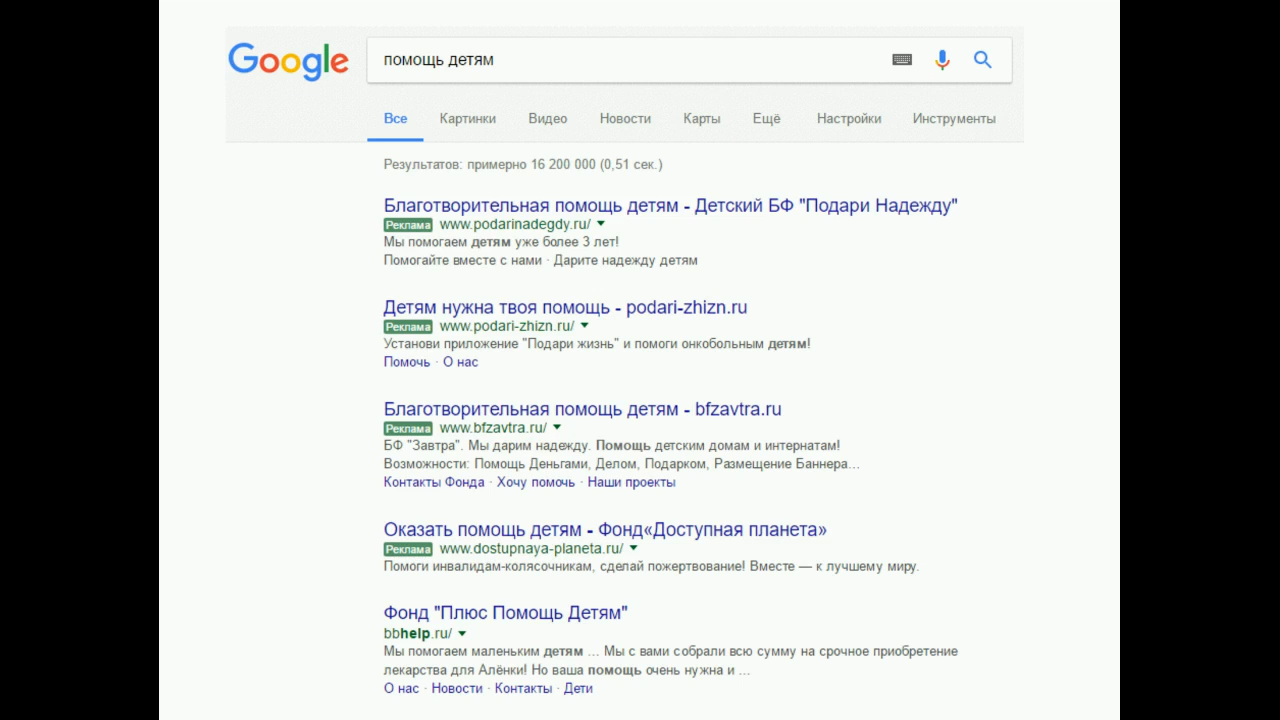 Google
помощь детям
Все Картинки Видео Новости Карты Ещё Настройки Инструменты
Результатов: примерно 16 200 000 (0,51 сек.)
Благотворительная помощь детям - Детский БФ "Подари Надежду"
Реклама www.podarinadegdy.ru/
Мы помогаем детям уже более 3 лет!
Помогайте вместе с нами · Дарите надежду детям
Детям нужна твоя помощь - podari-zhizn.ru
Реклама www.podari-zhizn.ru/
Установи приложение "Подари жизнь" и помоги онкобольным детям!
Помочь · О нас
Благотворительная помощь детям - bfzavtra.ru
Реклама www.bfzavtra.ru/
БФ "Завтра". Мы дарим надежду. Помощь детским домам и интернатам!
Возможности: Помощь Деньгами, Делом, Подарком, Размещение Баннера...
Контакты Фонда · Хочу помочь · Наши проекты
Оказать помощь детям - Фонд«Доступная планета»
Реклама www.dostupnaya-planeta.ru/
Помоги инвалидам-колясочникам, сделай пожертвование! Вместе — к лучшему миру.
Фонд "Плюс Помощь Детям"
bbhelp.ru/
Мы помогаем маленьким детям ... Мы с вами собрали всю сумму на срочное приобретение
лекарства для Алёнки! Но ваша помощь очень нужна и ...
О нас · Новости · Контакты · Дети